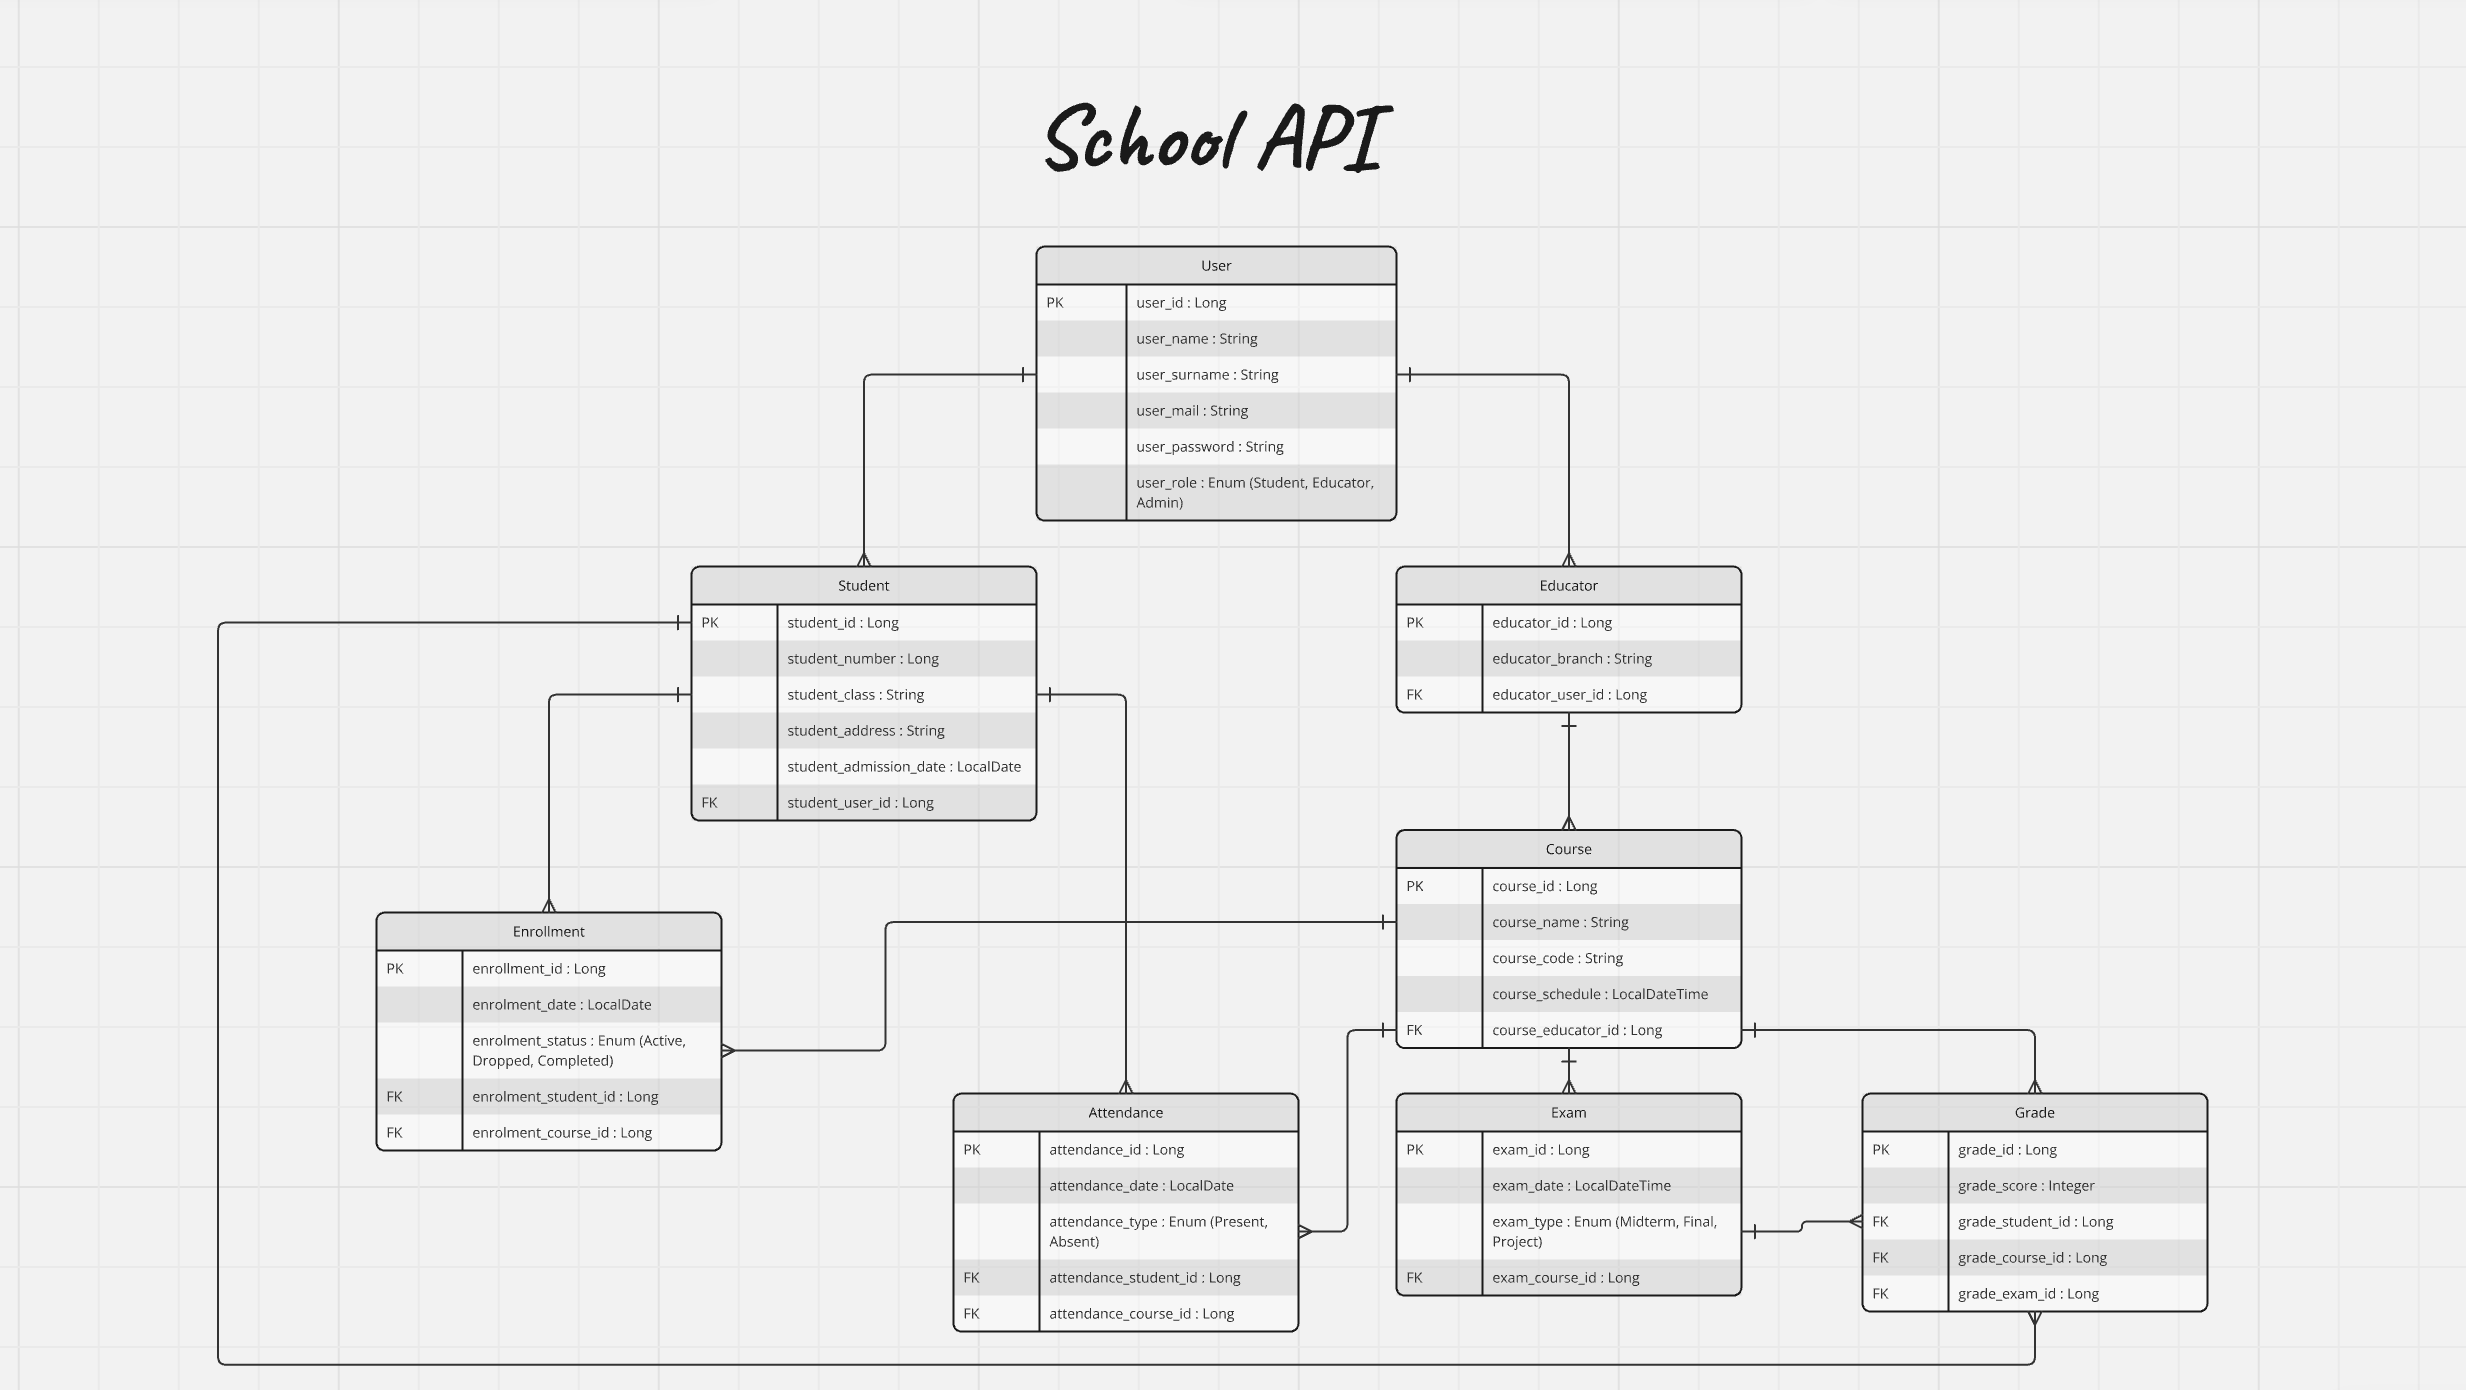 School API
User
PK user_id : Long
user_name : String
user_surname : String
user_mail : String
user_password : String
user_role : Enum (Student, Educator,
Admin)
Student
PK student_id : Long
student_number : Long
student_class : String
student_address : String
student_admission_date : LocalDate
FK student_user_id : Long
Educator
PK educator_id : Long
educator_branch : String
FK educator_user_id : Long
Course
PK course_id : Long
course_name : String
course_code : String
course_schedule : LocalDateTime
FK course_educator_id : Long
Enrollment
PK enrollment_id : Long
enrolment_date : LocalDate
enrolment_status : Enum (Active,
Dropped, Completed)
FK enrolment_student_id : Long
FK enrolment_course_id : Long
Attendance
PK attendance_id : Long
attendance_date : LocalDate
attendance_type : Enum (Present,
Absent)
FK attendance_student_id : Long
FK attendance_course_id : Long
Exam
PK exam_id : Long
exam_date : LocalDateTime
exam_type : Enum (Midterm, Final,
Project)
FK exam_course_id : Long
Grade
PK grade_id : Long
grade_score : Integer
FK grade_student_id : Long
FK grade_course_id : Long
FK grade_exam_id : Long